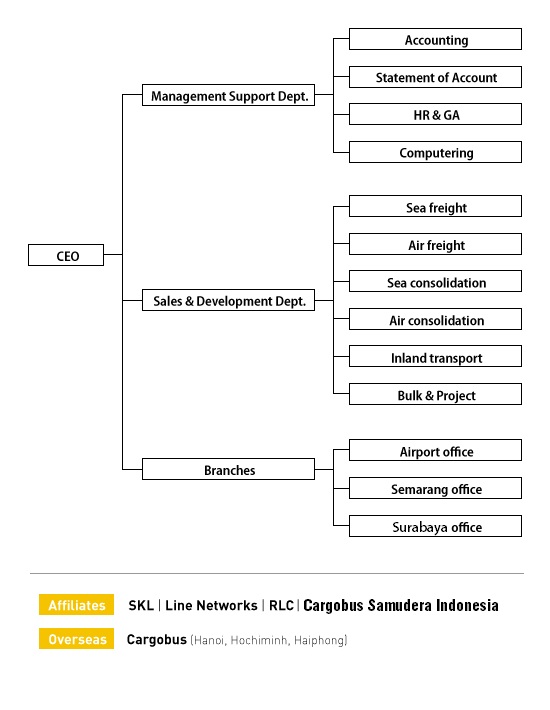 Accounting
Statement of Account
Management Support Dept.
HR & GA
Computering
Sea freight
Air freight
CEO
Sea consolidation
Sales & Development Dept.
Air consolidation
Inland transport
Bulk & Project
Airport office
Branches
Semarang office
Surabaya office
Affiliates SKL | Line Networks | RLC | Cargobus Samudera Indonesia
Overseas Cargobus (Hanoi, Hochiminh, Haiphong)